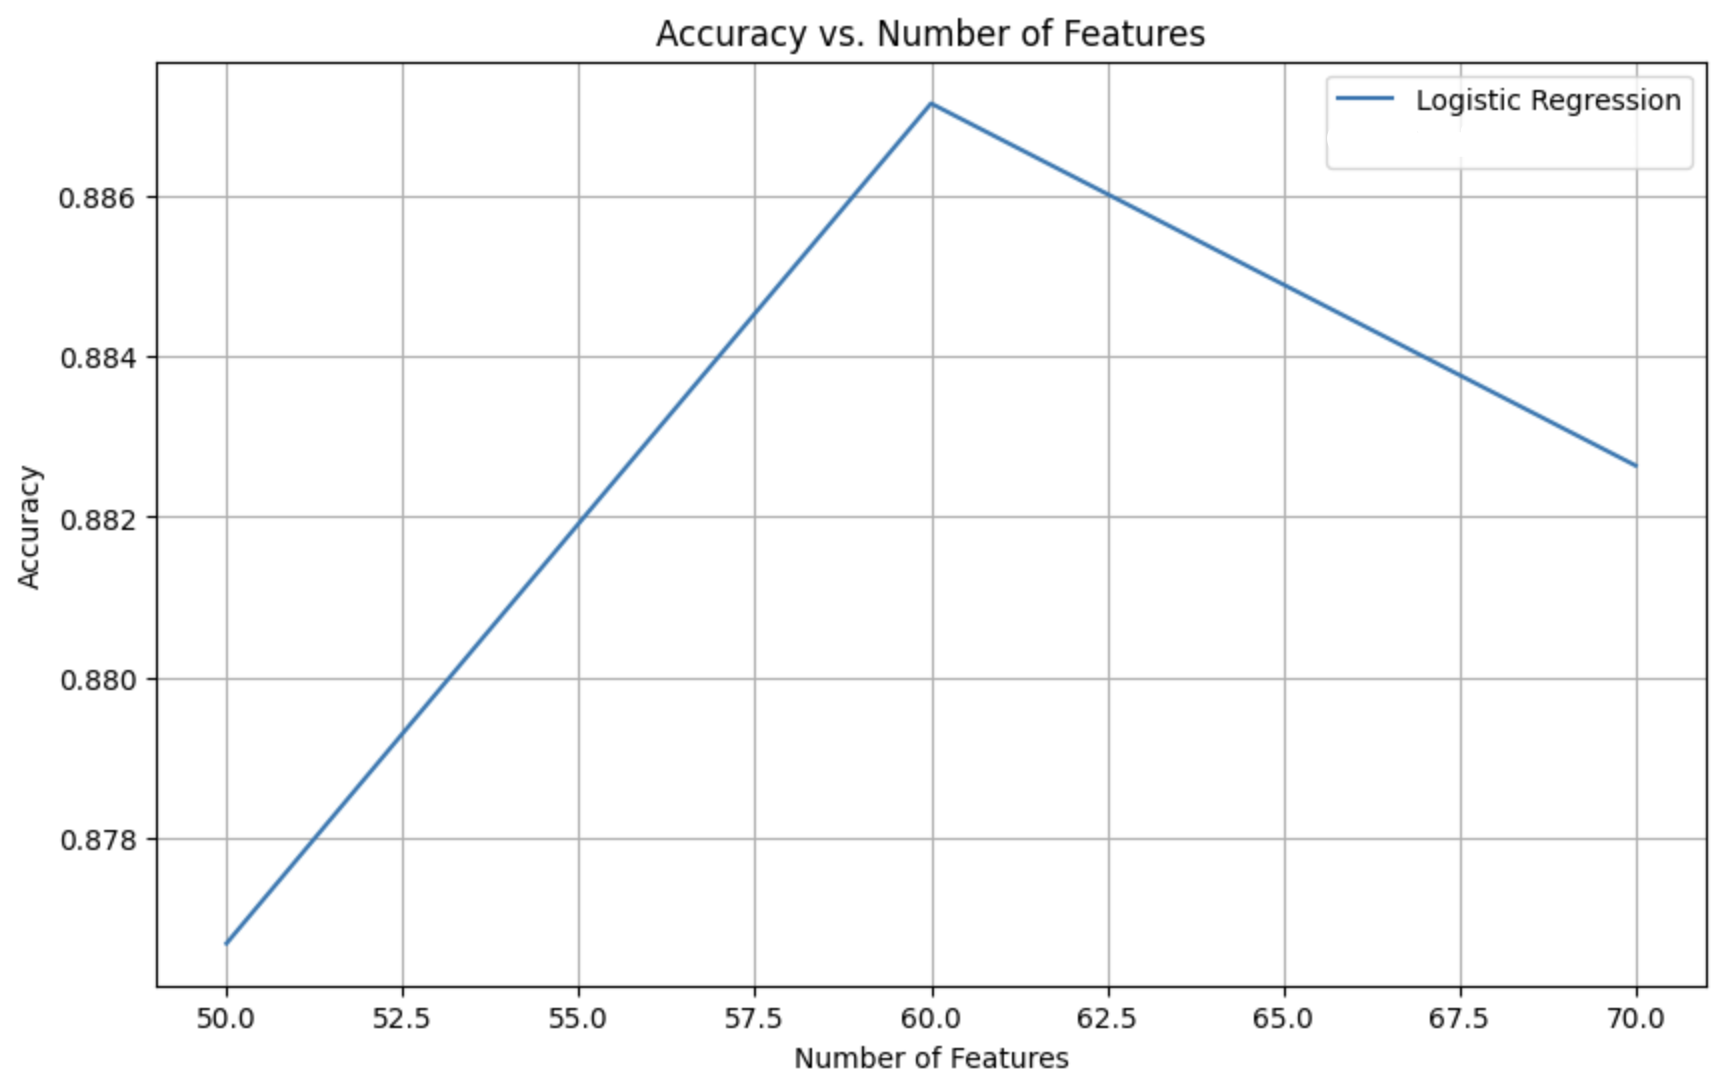 Accuracy vs. Number of Features
Logistic Regression
0.886
0.884
0.882
0.880
0.878
Accuracy
50.0 52.5 55.0 57.5 60.0 62.5 65.0 67.5 70.0
Number of Features